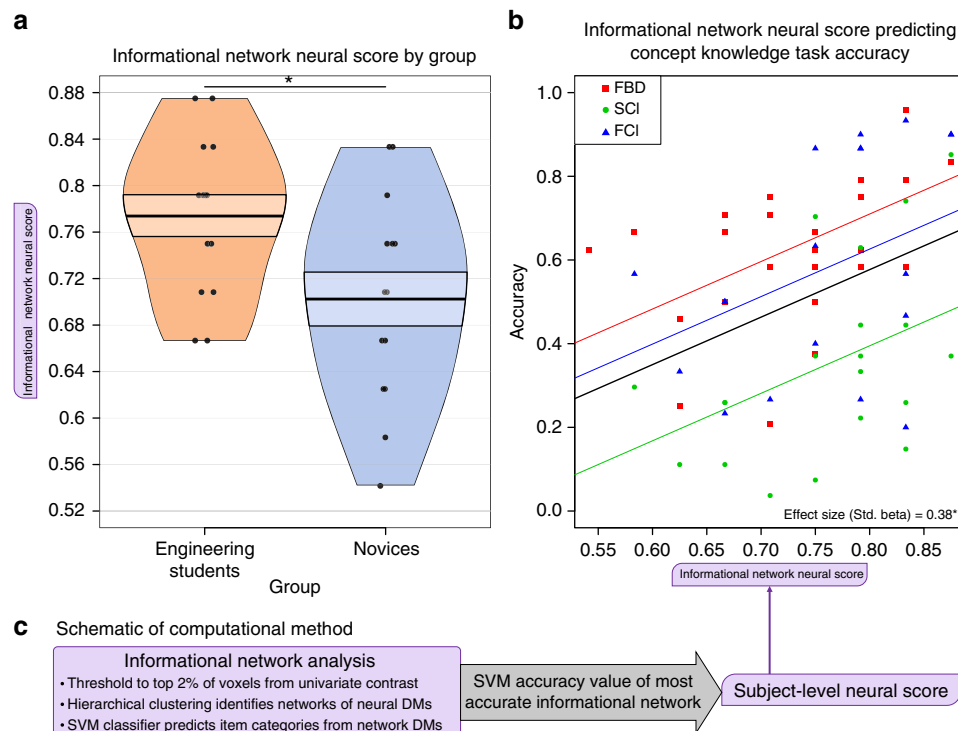 a
Informational network neural score by group
*
0.88
0.84
0.8
0.76
0.72
0.68
0.64
0.6
0.56
0.52
Informational network neural score
Engineering
students
Novices
Group
b
Informational network neural score predicting
concept knowledge task accuracy
FBD
SCI
FCI
1.0
0.8
0.6
0.4
0.2
0.0
Accuracy
Effect size (Std. beta) = 0.38*
0.55 0.60 0.65 0.70 0.75 0.80 0.85
Informational network neural score
c
Schematic of computational method
Informational network analysis
• Threshold to top 2% of voxels from univariate contrast
• Hierarchical clustering identifies networks of neural DMs
• SVM classifier predicts item categories from network DMs
SVM accuracy value of most
accurate informational network
Subject-level neural score